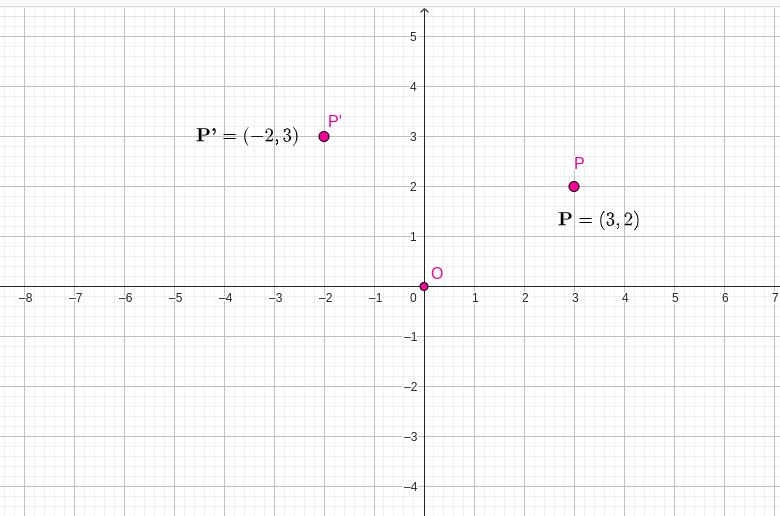 5
4
P'
P' = (−2, 3)
3
P
2
P = (3, 2)
1
O
–8 –7 –6 –5 –4 –3 –2 –1 0 1 2 3 4 5 6 7
–1
–2
–3
–4